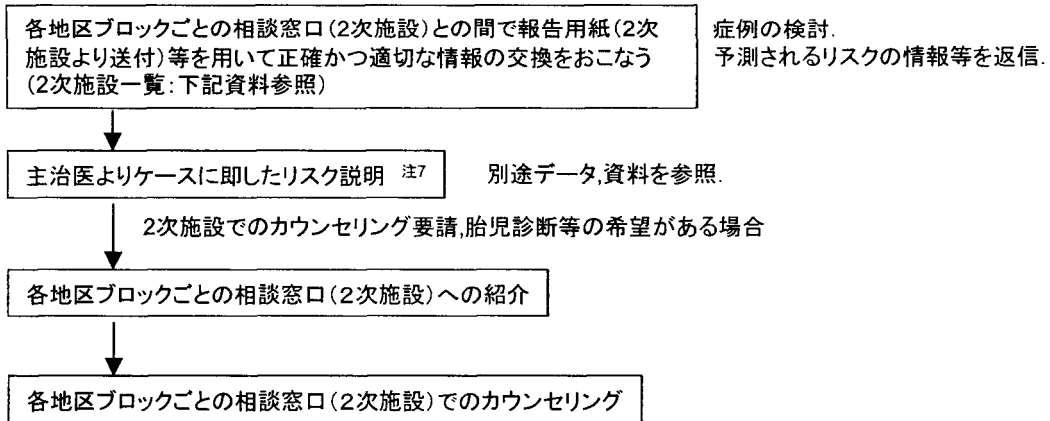 各地区ブロックごとの相談窓口(2次施設)との間で報告用紙(2次
施設より送付)等を用いて正確かつ適切な情報の交換をおこなう
(2次施設一覧:下記資料参照)
症例の検討.
予測されるリスクの情報等を返信.
主治医よりケースに即したリスク説明 注7
別途データ,資料を参照.
2次施設でのカウンセリング要請,胎児診断等の希望がある場合
各地区ブロックごとの相談窓口(2次施設)への紹介
各地区ブロックごとの相談窓口(2次施設)でのカウンセリング